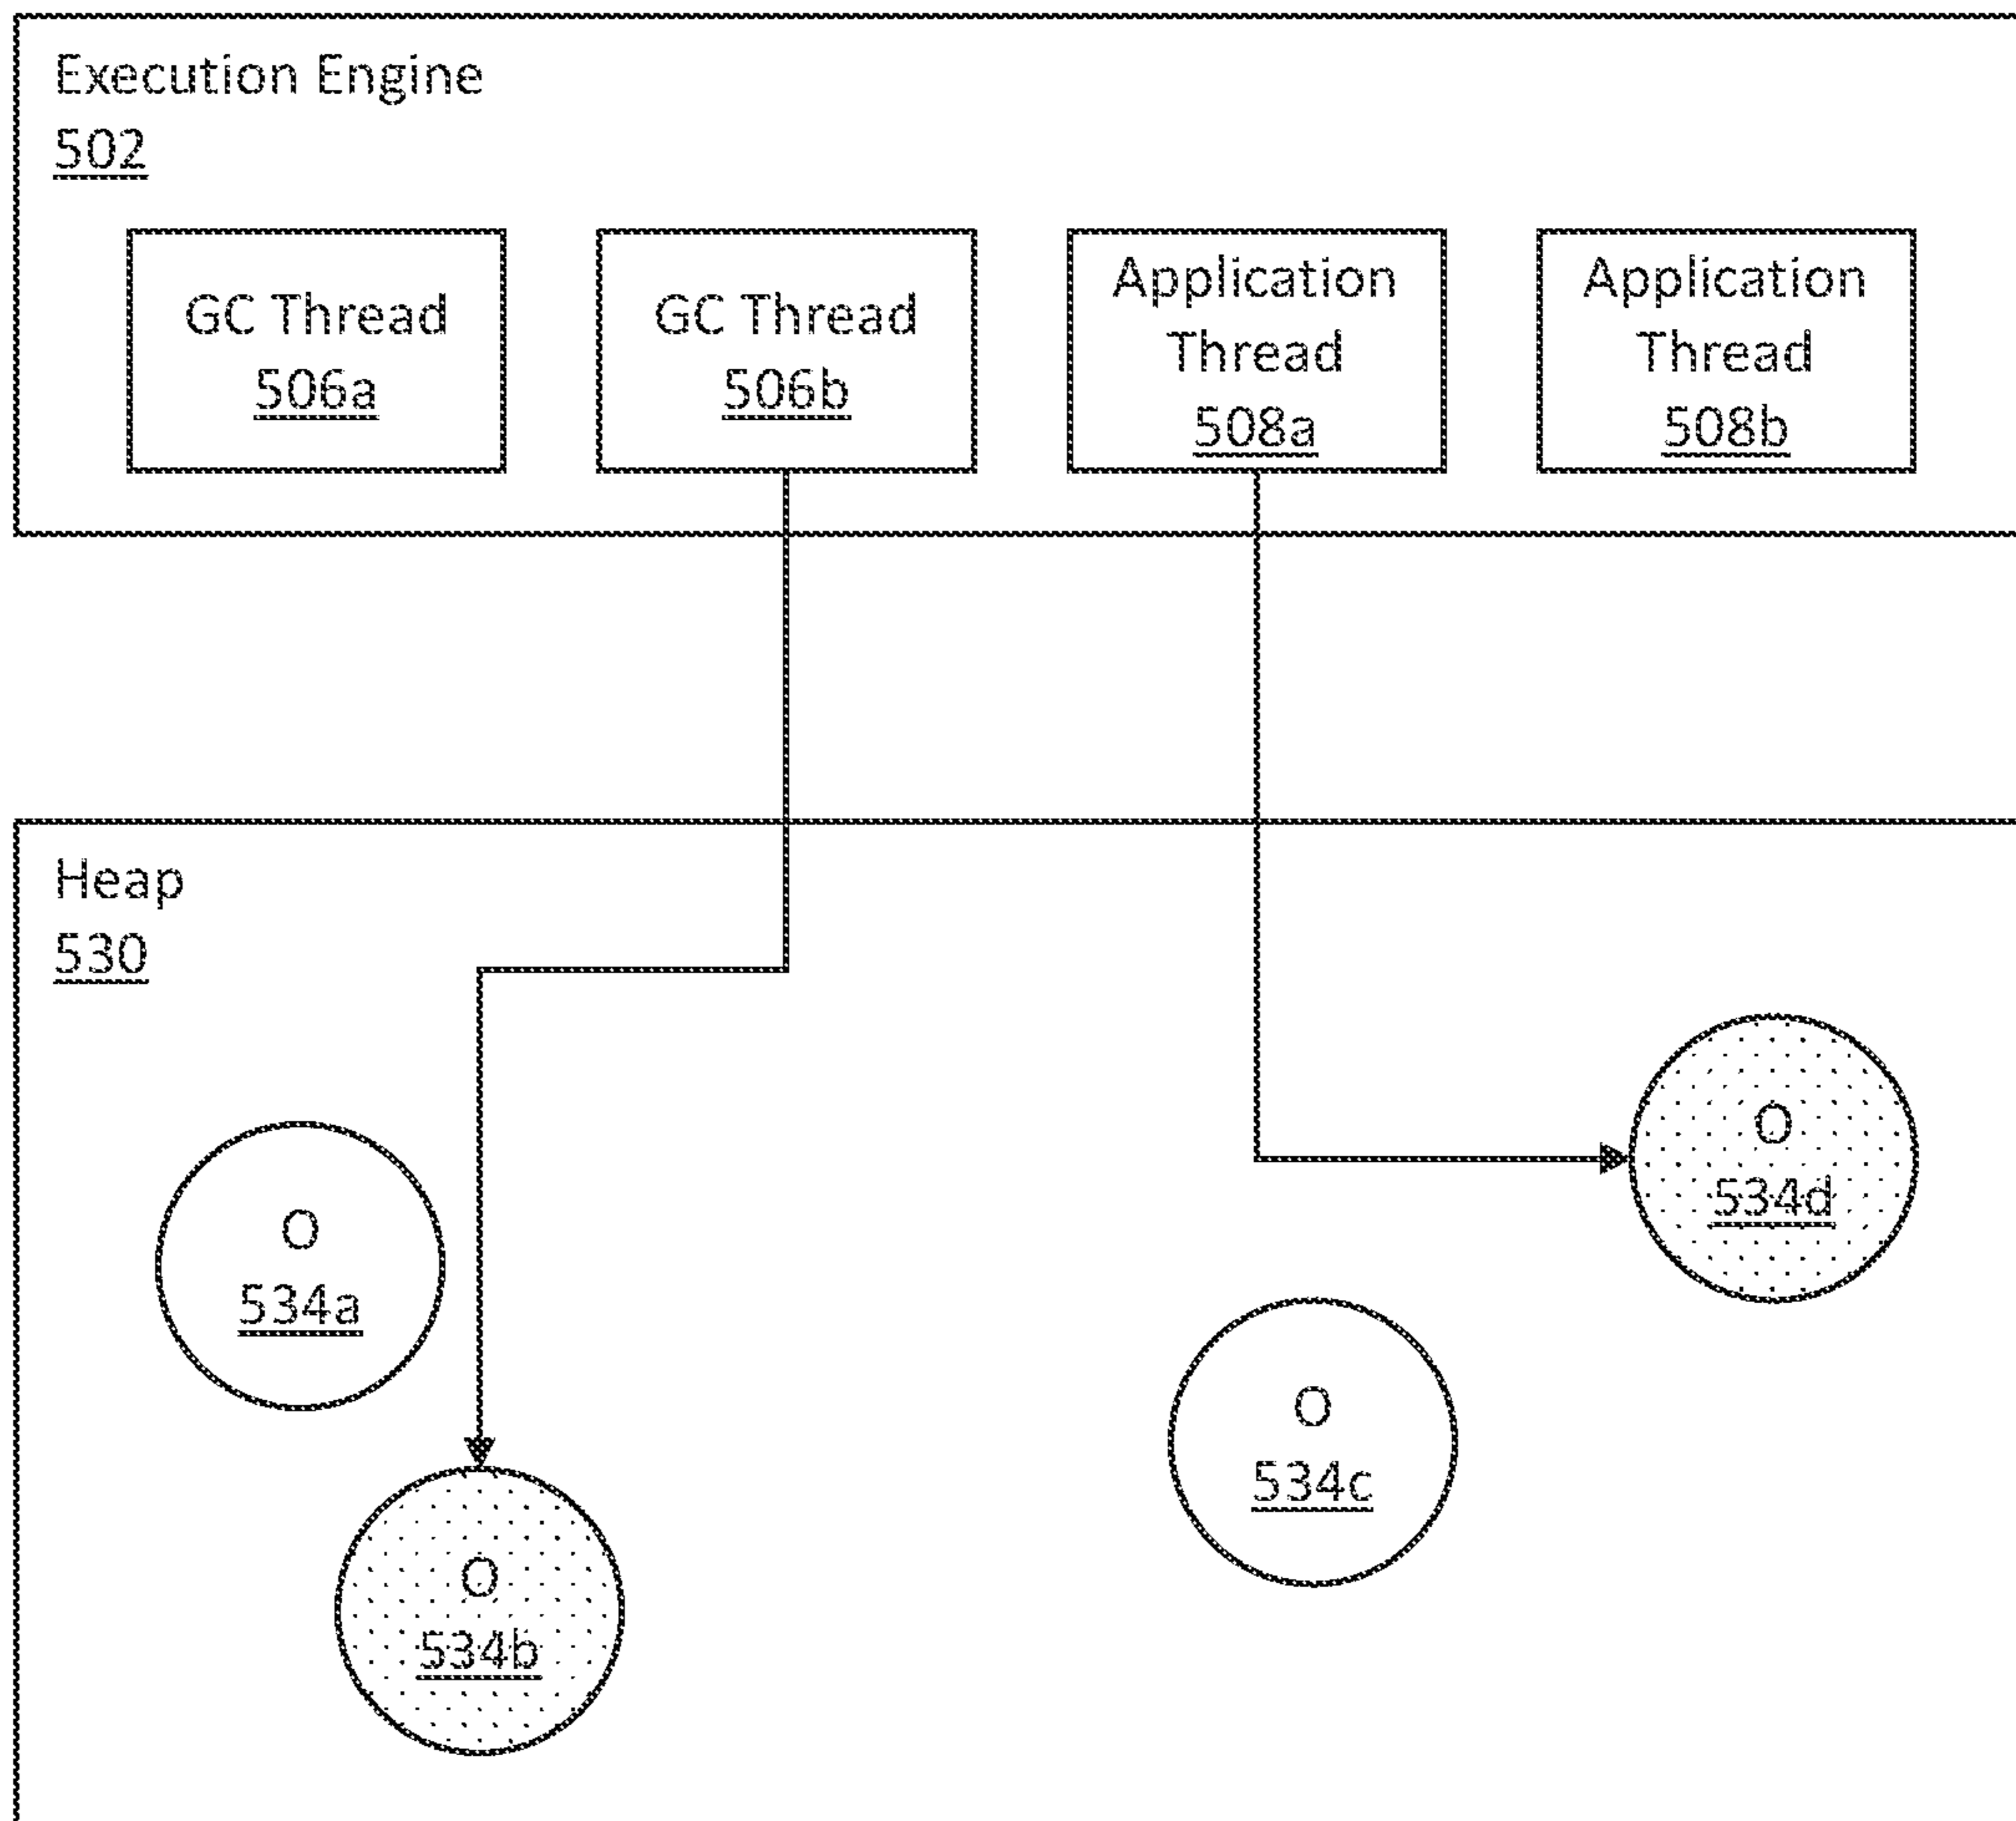 Execution Engine
502
GC Thread
506a
GC Thread
506b
Application
Thread
508a
Application
Thread
508b
Heap
530
O
534a
O
534b
O
534c
O
534d